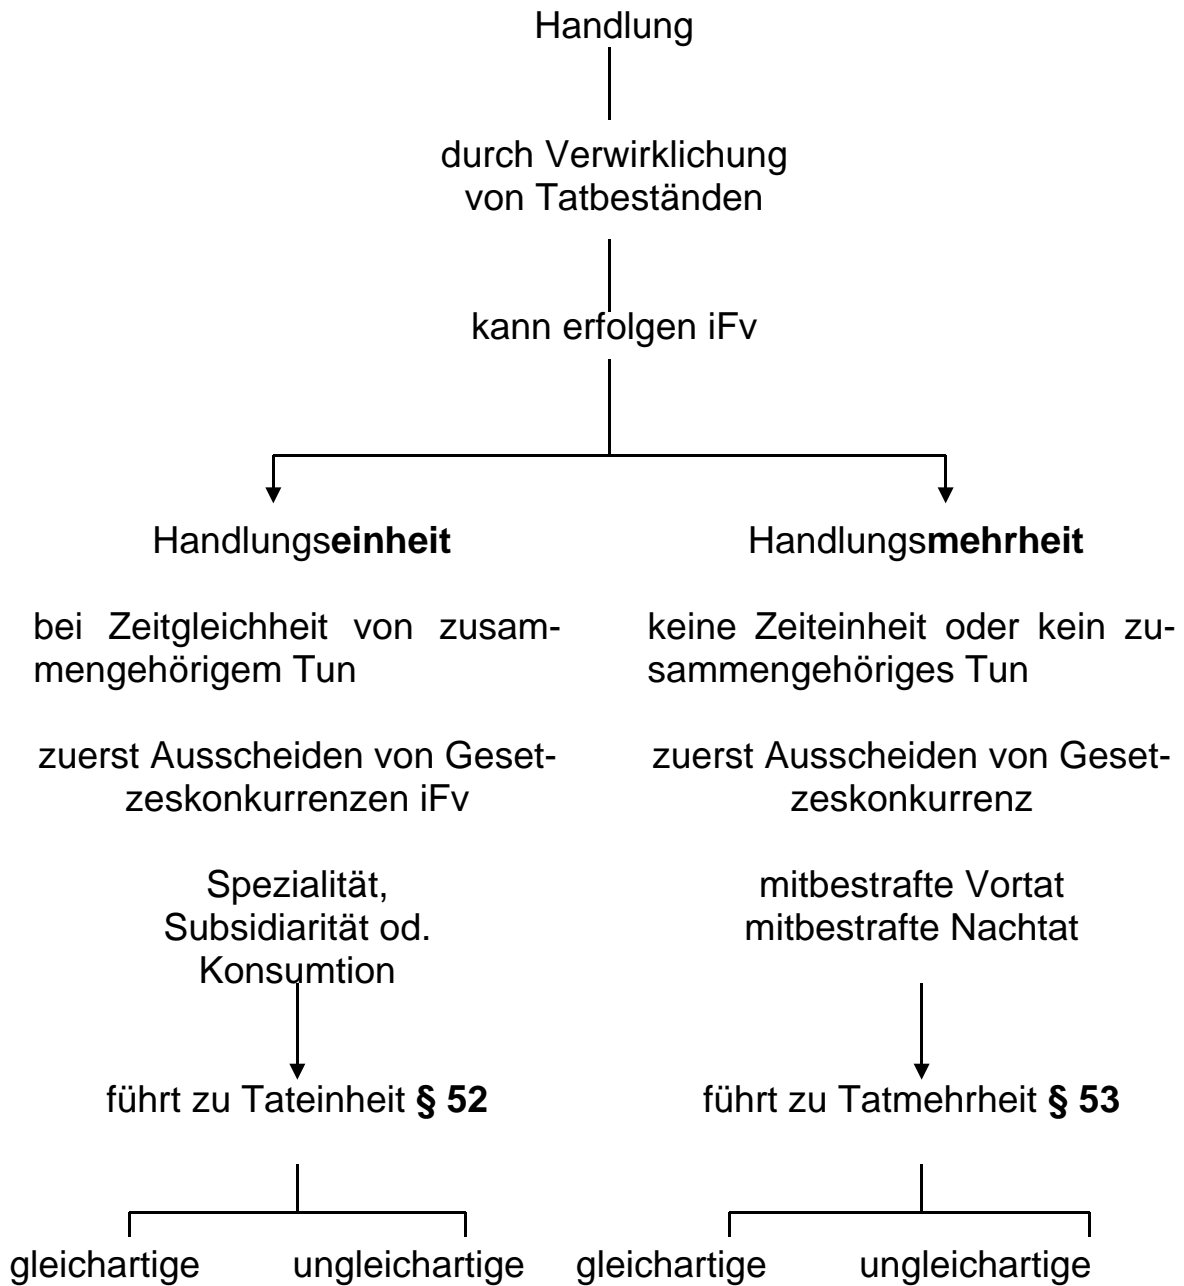 Handlung
durch Verwirklichung
von Tatbeständen
kann erfolgen iFv
Handlungseinheit
bei Zeitgleichheit von zusam-
mengehörigem Tun
zuerst Ausscheiden von Geset-
zeskonkurrenzen iFv
Spezialität,
Subsidiarität od.
Konsumtion
führt zu Tateinheit § 52
gleichartige ungleichartige
Handlungsmehrheit
keine Zeiteinheit oder kein zu-
sammengehöriges Tun
zuerst Ausscheiden von Geset-
zeskonkurrenz
mitbestrafte Vortat
mitbestrafte Nachtat
führt zu Tatmehrheit § 53
gleichartige ungleichartige